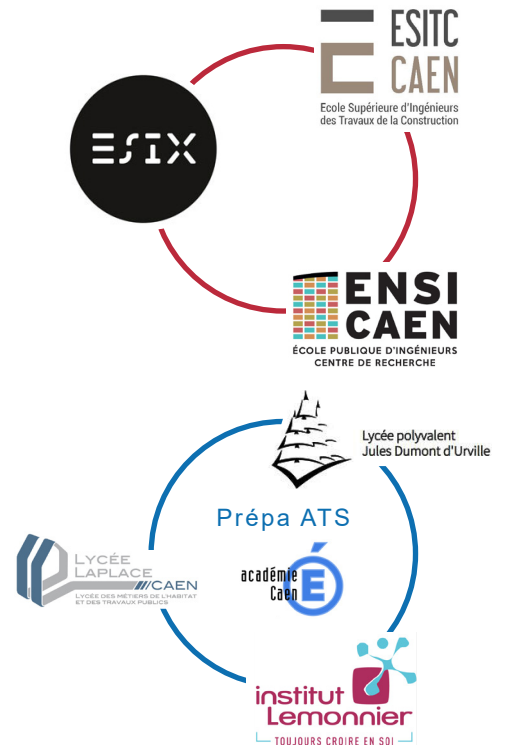 ESITC
CAEN
Ecole Supérieure d'Ingénieurs
des Travaux de la Construction
ESIX
ENSI
CAEN
ÉCOLE PUBLIQUE D'INGÉNIEURS
CENTRE DE RECHERCHE
Lycée polyvalent
Jules Dumont d'Urville
Prépa ATS
LYCÉE
LAPLACE
///CAEN
LYCÉE DES MÉTIERS DE L'HABITAT
ET DES TRAVAUX PUBLICS
académie
Caen
É
institut
Lemonnier
TOUJOURS CROIRE EN SOI